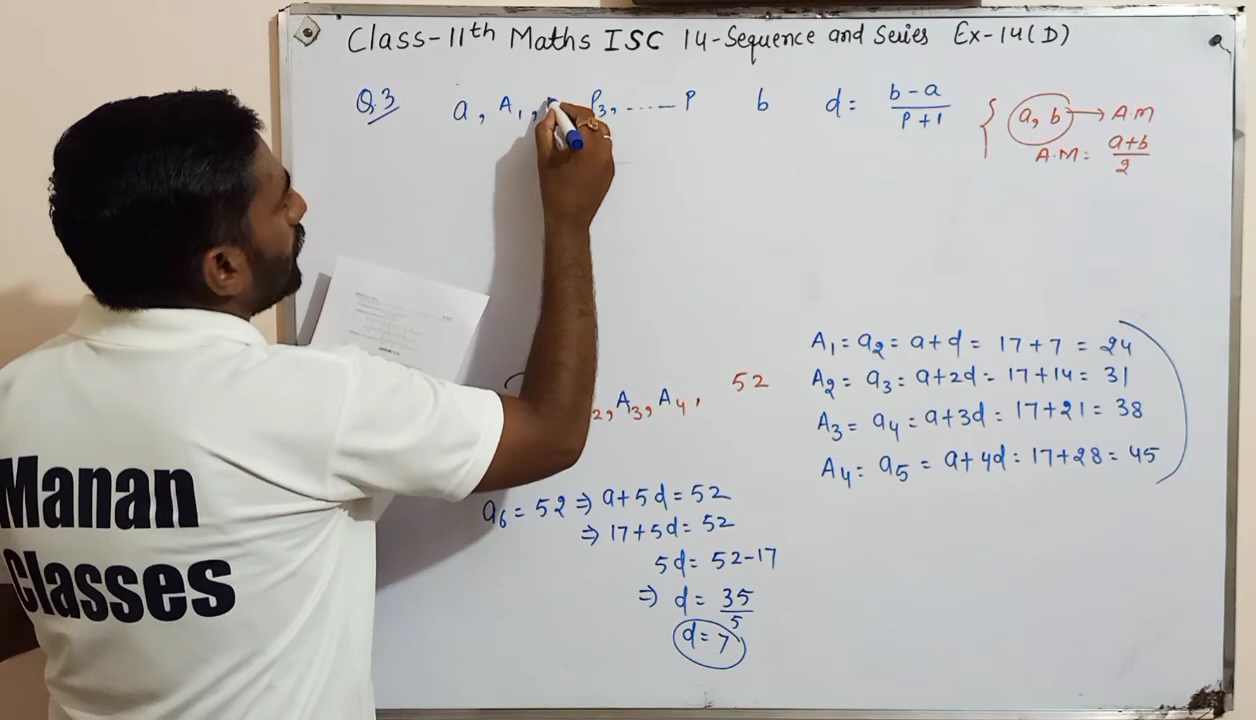 Class-11th Maths ISC 14-Sequence and Series Ex-14(D)
Q.3 a, A1, P3, ...... P b d = b-a / P+1
a, b → A.M
A.M = a+b / 2
2, A3, A4, 52
a6 = 52 ⇒ a+5d = 52
⇒ 17+5d = 52
5d = 52-17
⇒ d = 35 / 5
d = 7
A1 = a2 = a+d = 17+7 = 24
A2 = a3 = a+2d = 17+14 = 31
A3 = a4 = a+3d = 17+21 = 38
A4 = a5 = a+4d = 17+28 = 45
Manan
Classes